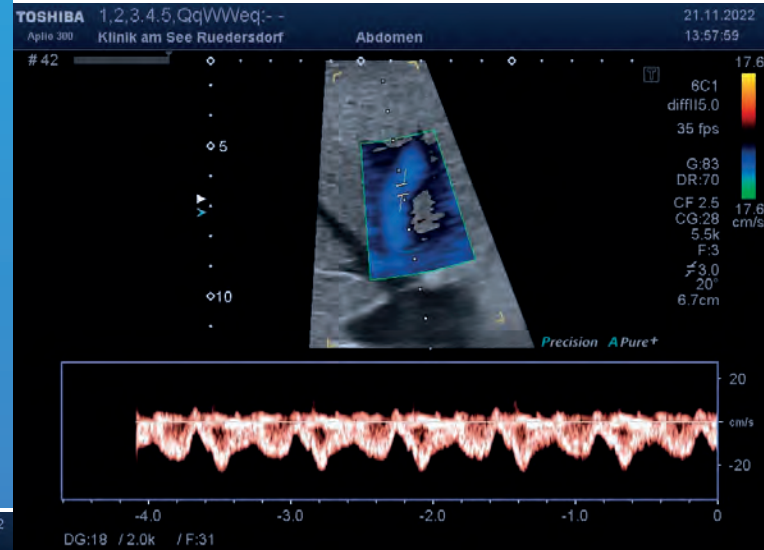 TOSHIBA 1,2,3.4.5,QqWWeq:- - 21.11.2022
Aplio 300 Klinik am See Ruedersdorf Abdomen 13:57:59
#42
17.6
T
6C1
diffII5.0
35 fps
5
G:83
DR:70
CF 2.5
CG:28
17.6
cm/s
5.5k
F:3
3.0
20°
10
6.7cm
Precision APure+
20
cm/s
-20
-4.0 -3.0 -2.0 -1.0 0
DG:18 / 2.0k / F:31
2